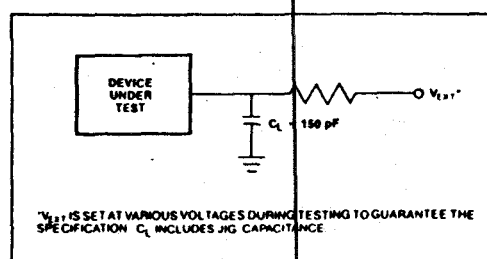 DEVICE
UNDER
TEST
V_EXT*
C_L = 150 pF
*V_EXT IS SET AT VARIOUS VOLTAGES DURING TESTING TO GUARANTEE THE
SPECIFICATION C_L INCLUDES JIG CAPACITANCE.